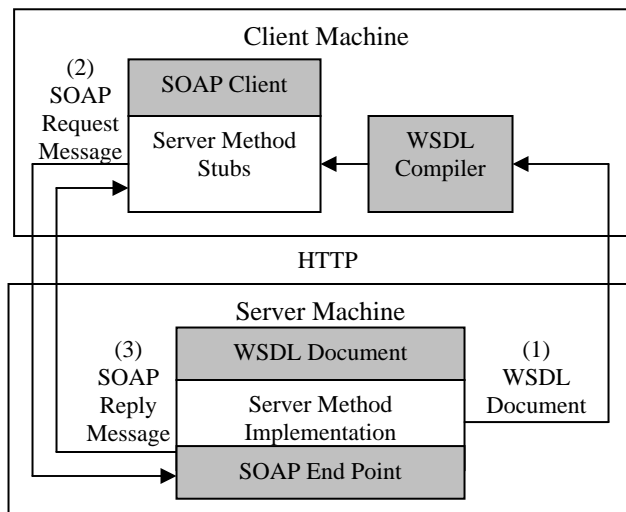 Client Machine
(2)
SOAP
Request
Message
SOAP Client
Server Method
Stubs
WSDL
Compiler
HTTP
Server Machine
(3)
SOAP
Reply
Message
WSDL Document
Server Method
Implementation
SOAP End Point
(1)
WSDL
Document